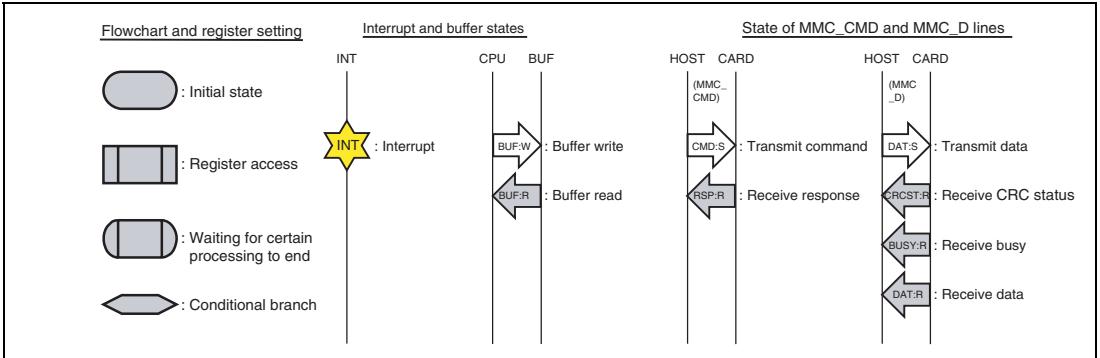 Flowchart and register setting
: Initial state
: Register access
: Waiting for certain
processing to end
: Conditional branch
Interrupt and buffer states
INT
CPU BUF
INT : Interrupt
BUF:W : Buffer write
BUF:R : Buffer read
State of MMC_CMD and MMC_D lines
HOST CARD
(MMC_
CMD)
CMD:S : Transmit command
RSP:R : Receive response
HOST CARD
(MMC
_D)
DAT:S : Transmit data
CRCST:R : Receive CRC status
BUSY:R : Receive busy
DAT:R : Receive data